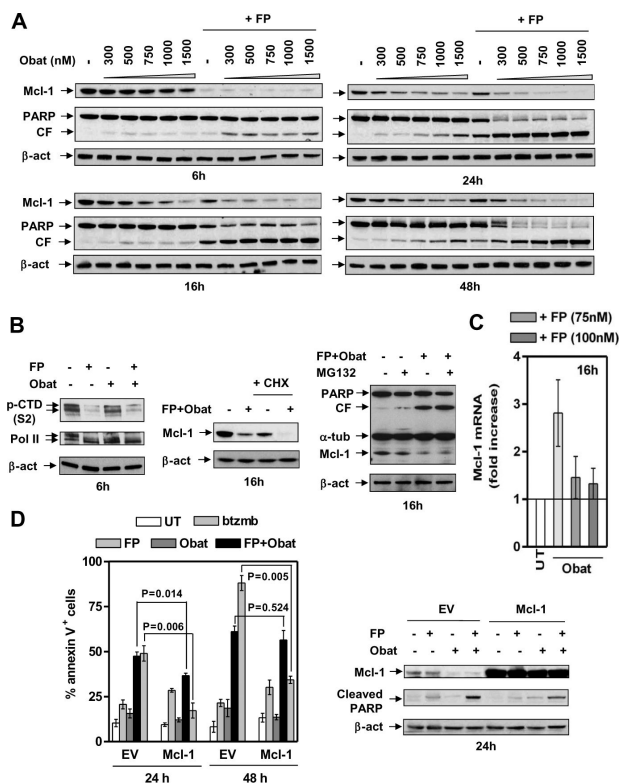 A
+ FP + FP
Obat (nM) - 300 500 750 1000 1500 - 300 500 750 1000 1500 - 300 500 750 1000 1500 - 300 500 750 1000 1500
Mcl-1
PARP
CF
β-act
6h 24h
Mcl-1
PARP
CF
β-act
16h 48h
B
FP - + - +
Obat - - + +
p-CTD
(S2)
Pol II
β-act
6h
+ CHX
FP+Obat - + - +
Mcl-1
β-act
16h
FP+Obat - - + +
MG132 - + - +
PARP
CF
α-tub
Mcl-1
β-act
16h
C
+ FP (75nM)
+ FP (100nM)
16h
Mcl-1 mRNA
(fold increase)
4
3
2
1
0
UT
Obat
D
UT btzmb
FP Obat FP+Obat
% annexin V+ cells
100
75
50
25
0
P=0.014
P=0.006
P=0.005
P=0.524
EV Mcl-1 EV Mcl-1
24 h 48 h
EV Mcl-1
FP - + - + - + - +
Obat - - + + - - + +
Mcl-1
Cleaved
PARP
β-act
24h